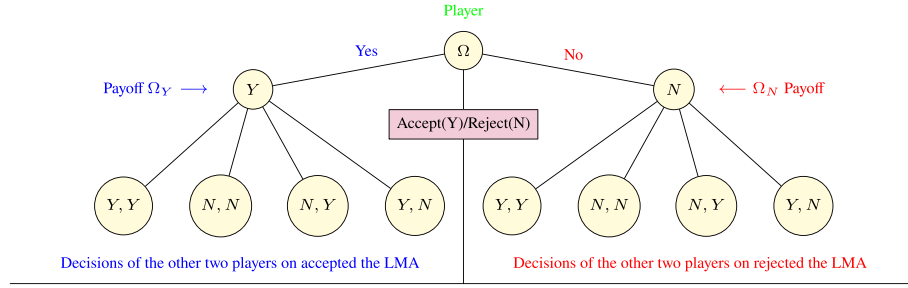 Player
Ω
Yes
No
Payoff Ω_Y →
Y
N
← Ω_N Payoff
Accept(Y)/Reject(N)
Y, Y
N, N
N, Y
Y, N
Y, Y
N, N
N, Y
Y, N
Decisions of the other two players on accepted the LMA
Decisions of the other two players on rejected the LMA